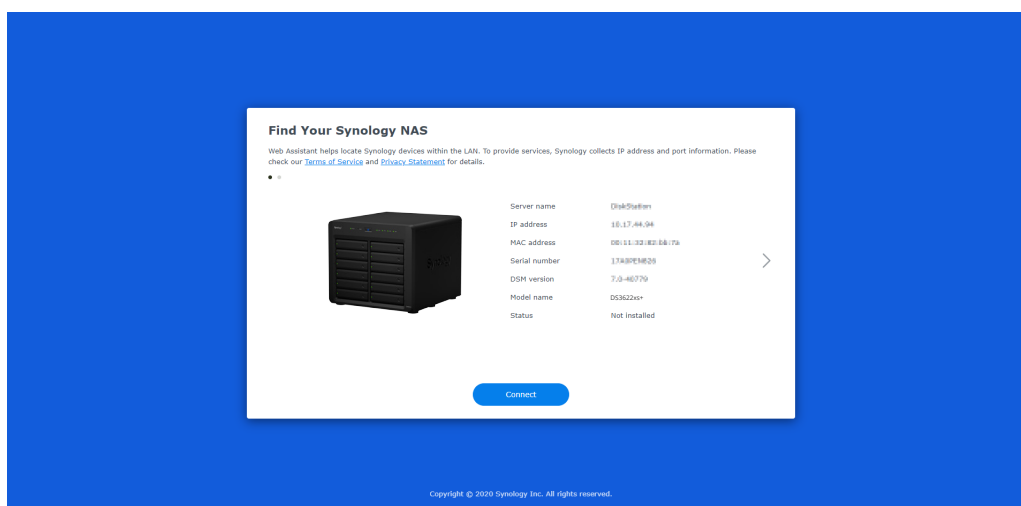 Find Your Synology NAS
Web Assistant helps locate Synology devices within the LAN. To provide services, Synology collects IP address and port information. Please
check our Terms of Service and Privacy Statement for details.
Server name DiskStation
IP address
MAC address
Serial number
DSM version
Model name DS3622xs+
Status Not installed
Connect
Copyright © 2020 Synology Inc. All rights reserved.